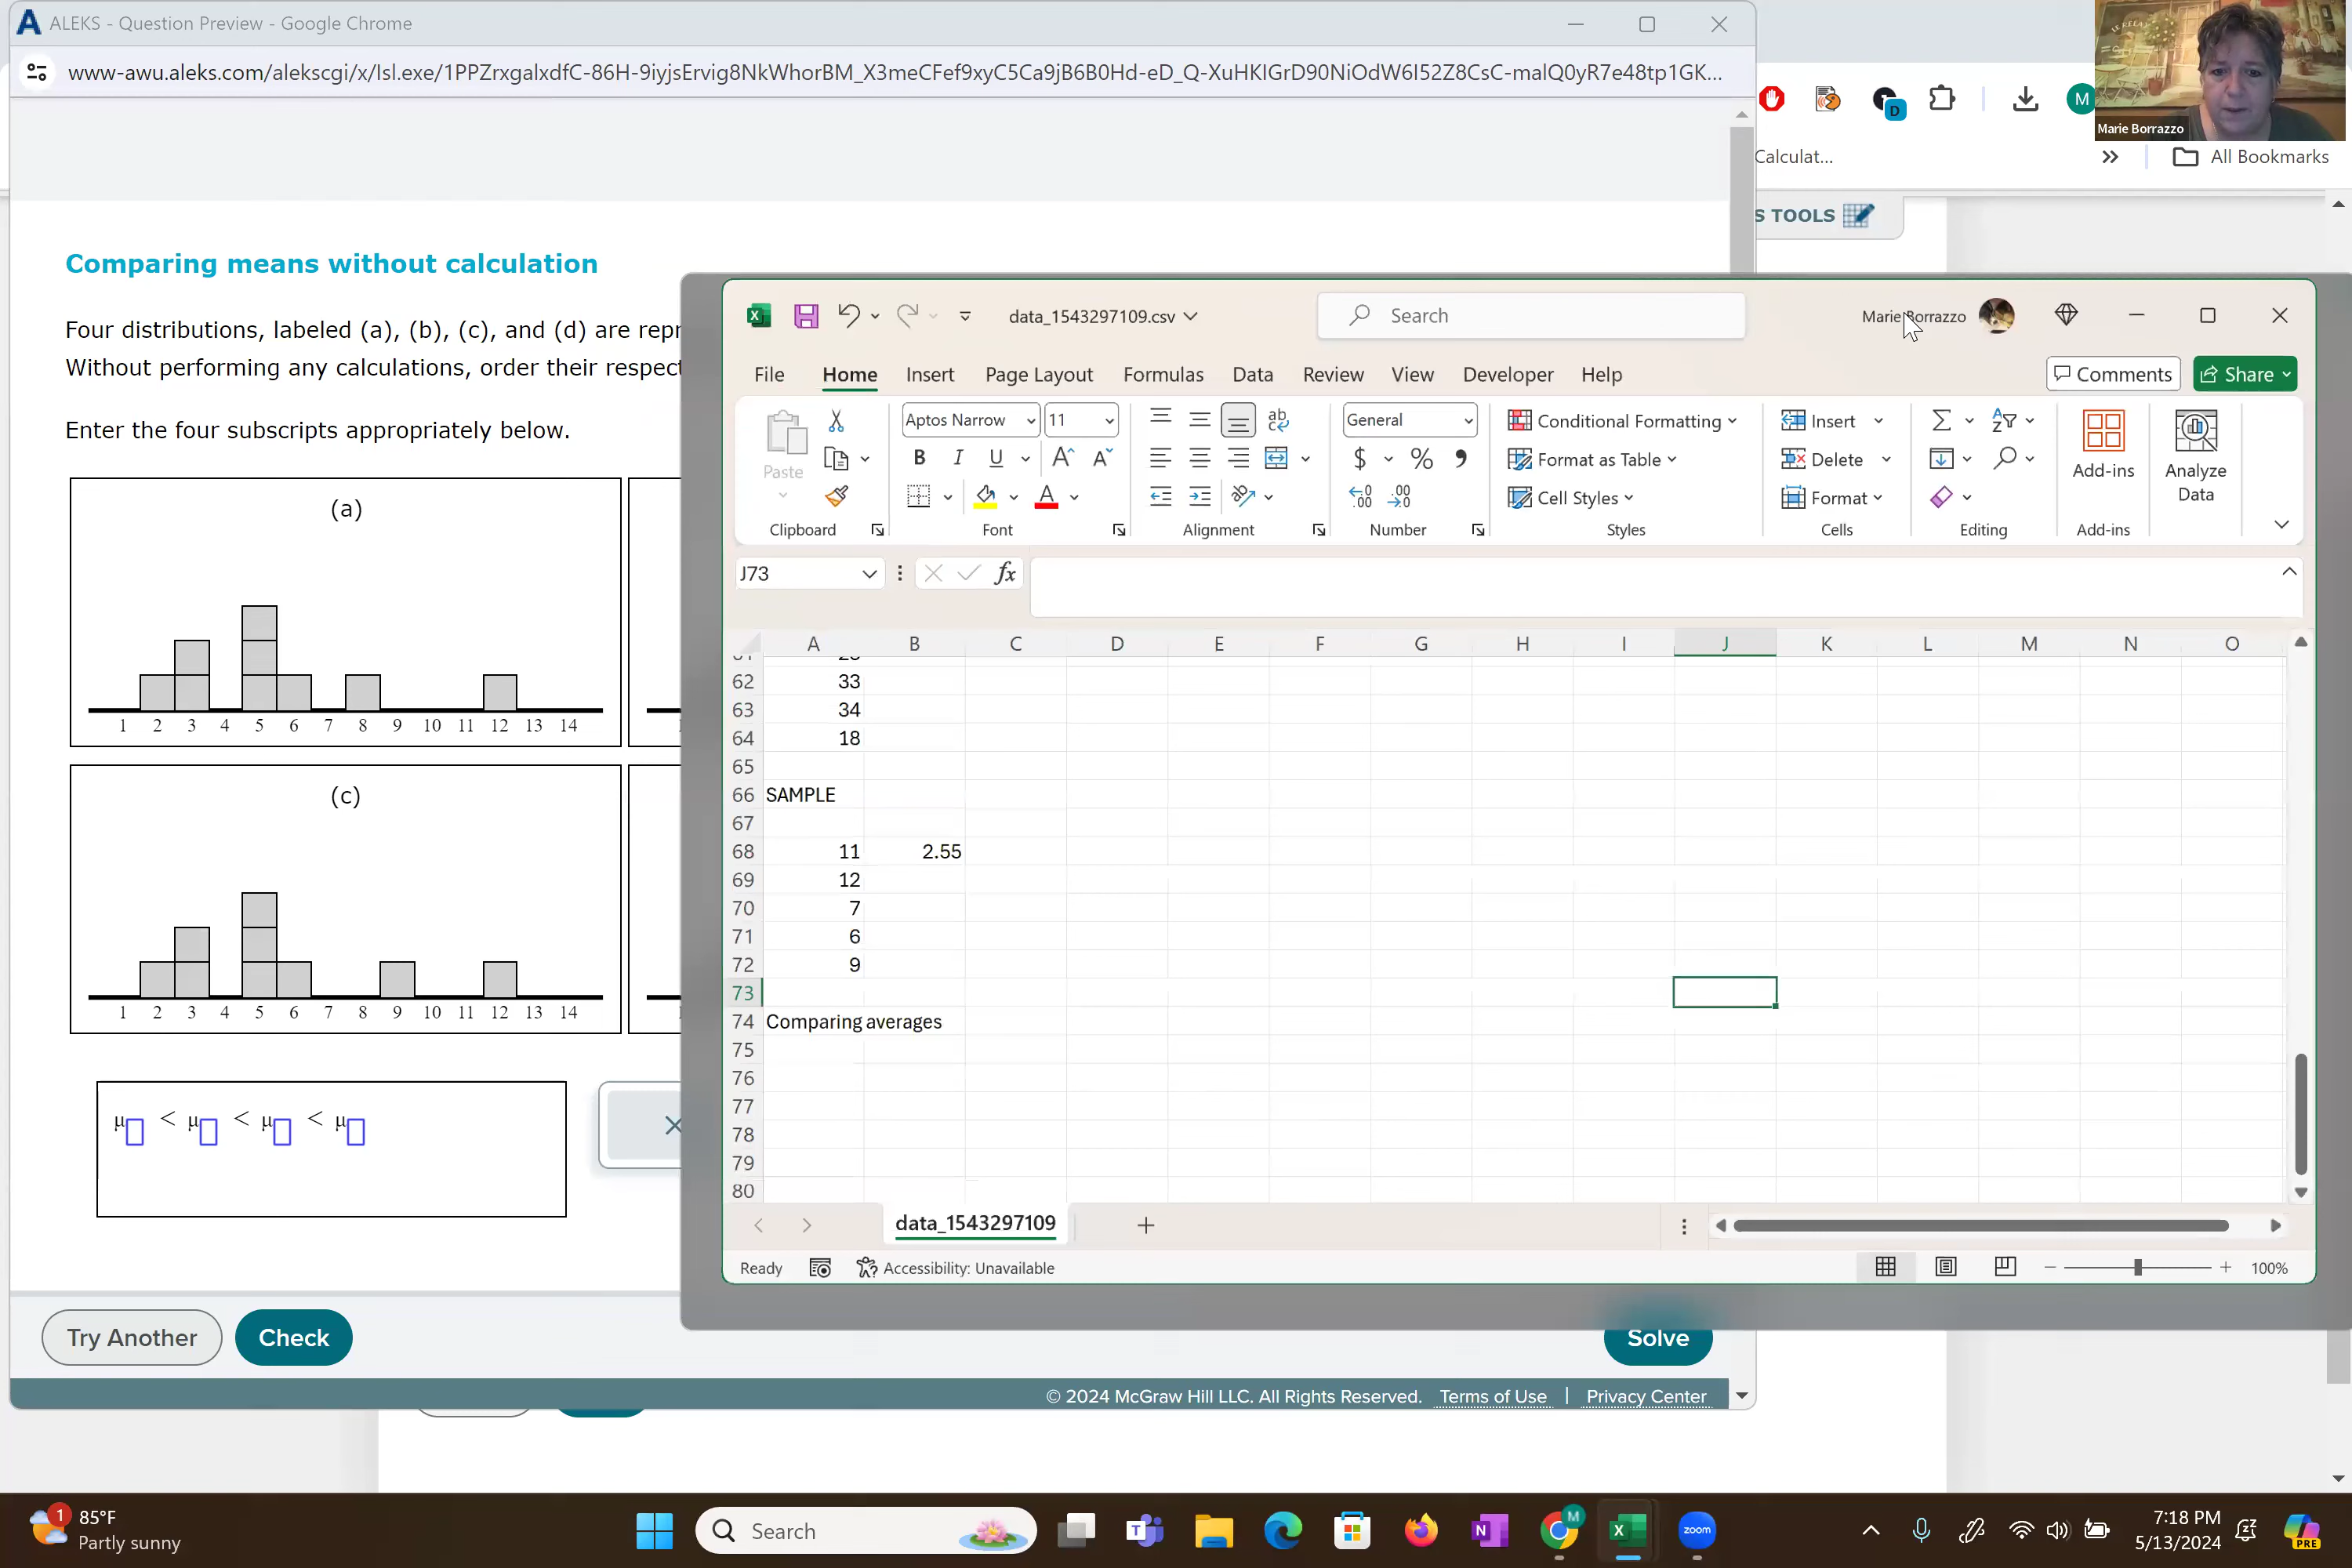 ALEKS - Question Preview - Google Chrome
www-awu.aleks.com/alekscgi/x/Isl.exe/1PPZrxgalxdfC-86H-9iyjsErvig8NkWhorBM_X3meCFef9xyC5Ca9jB6B0Hd-eD_Q-XuHKIGrD90NiOdW6I52Z8CsC-malQ0yR7e48tp1GK...
D
M
Marie Borrazzo
Calculat...
All Bookmarks
S TOOLS
Comparing means without calculation
Four distributions, labeled (a), (b), (c), and (d) are
Without performing any calculations, order their
Enter the four subscripts appropriately below.
(a)
1 2 3 4 5 6 7 8 9 10 11 12 13 14
(c)
1 2 3 4 5 6 7 8 9 10 11 12 13 14
μ < μ < μ < μ
Try Another
Check
Solve
© 2024 McGraw Hill LLC. All Rights Reserved. Terms of Use | Privacy Center
data_1543297109.csv
Search
Marie Borrazzo
File Home Insert Page Layout Formulas Data Review View Developer Help
Comments
Share
Paste
Clipboard
Aptos Narrow
11
B I U A A
A
Font
ab
Alignment
General
$ % ,
Number
Conditional Formatting
Format as Table
Cell Styles
Styles
Insert
Delete
Format
Cells
Editing
Add-ins
Add-ins
Analyze
Data
J73
fx
A B C D E F G H I J K L M N O
62 33
63 34
64 18
65
66 SAMPLE
67
68 11 2.55
69 12
70 7
71 6
72 9
73
74 Comparing averages
75
76
77
78
79
80
data_1543297109
Ready
Accessibility: Unavailable
100%
1
85°F
Partly sunny
Search
zoom
7:18 PM
5/13/2024
PRE